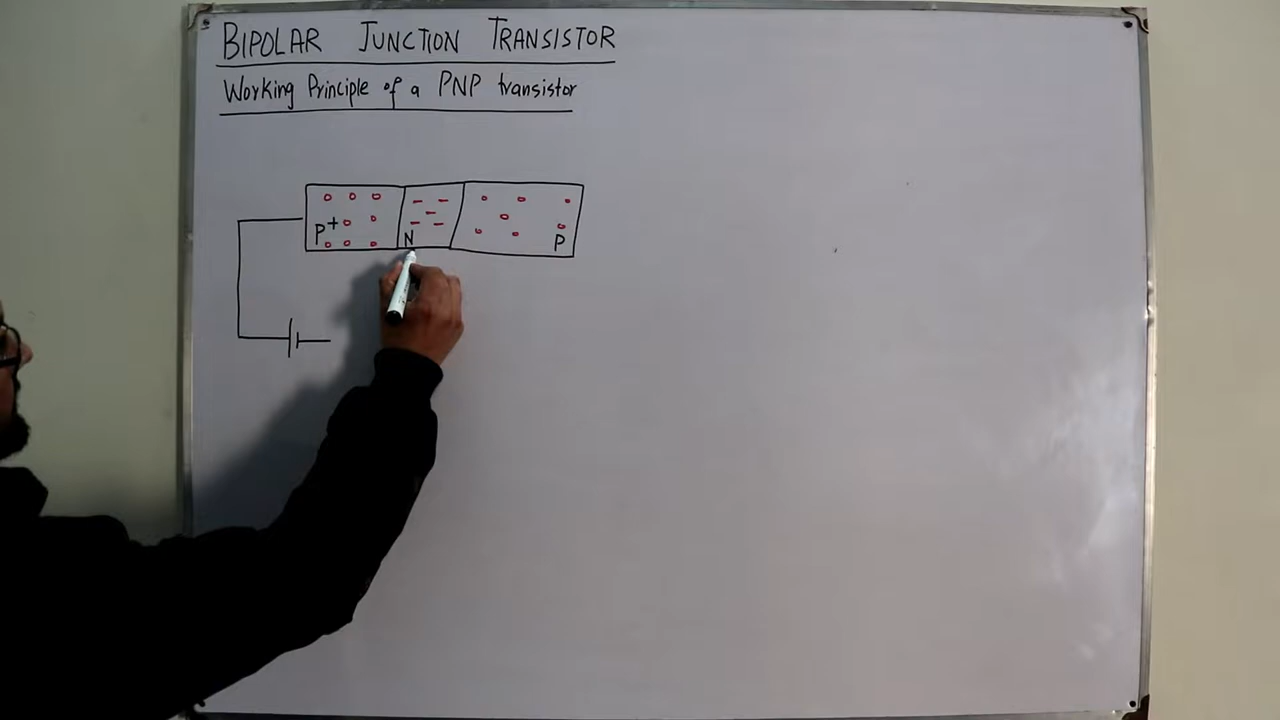 BIPOLAR JUNCTION TRANSISTOR
Working Principle of a PNP transistor
P+ N P